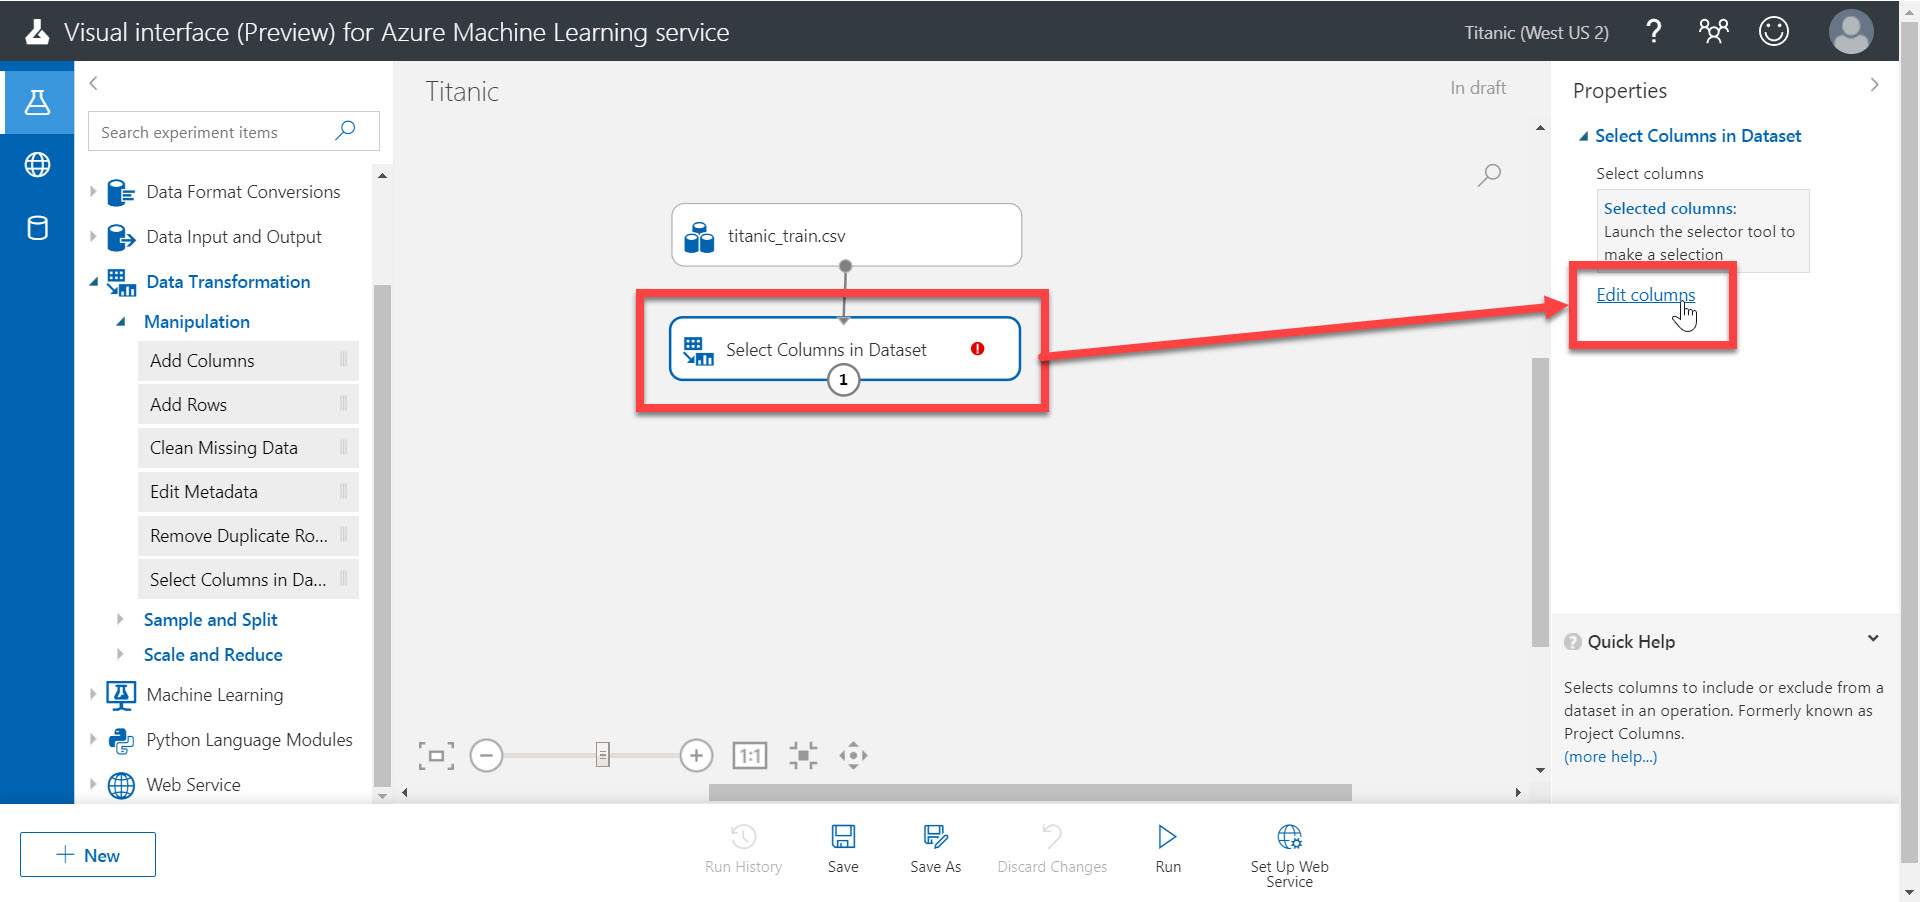 Visual interface (Preview) for Azure Machine Learning service
Titanic (West US 2)
?
Search experiment items
Data Format Conversions
Data Input and Output
Data Transformation
Manipulation
Add Columns
Add Rows
Clean Missing Data
Edit Metadata
Remove Duplicate Ro...
Select Columns in Da...
Sample and Split
Scale and Reduce
Machine Learning
Python Language Modules
Web Service
Titanic
In draft
titanic_train.csv
Select Columns in Dataset
!
1
1:1
Properties
Select Columns in Dataset
Select columns
Selected columns:
Launch the selector tool to
make a selection
Edit columns
? Quick Help
Selects columns to include or exclude from a
dataset in an operation. Formerly known as
Project Columns.
(more help...)
New
Run History
Save
Save As
Discard Changes
Run
Set Up Web
Service